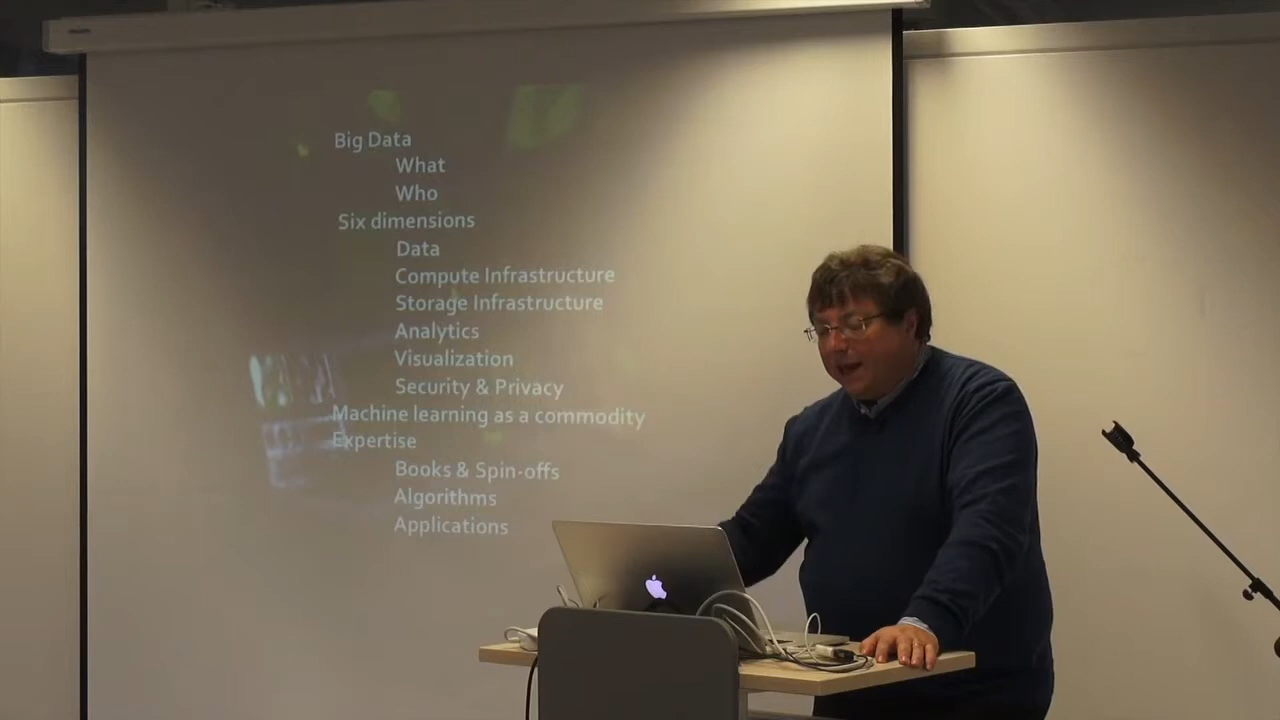 Big Data
What
Who
Six dimensions
Data
Compute Infrastructure
Storage Infrastructure
Analytics
Visualization
Security & Privacy
Machine learning as a commodity
Expertise
Books & Spin-offs
Algorithms
Applications